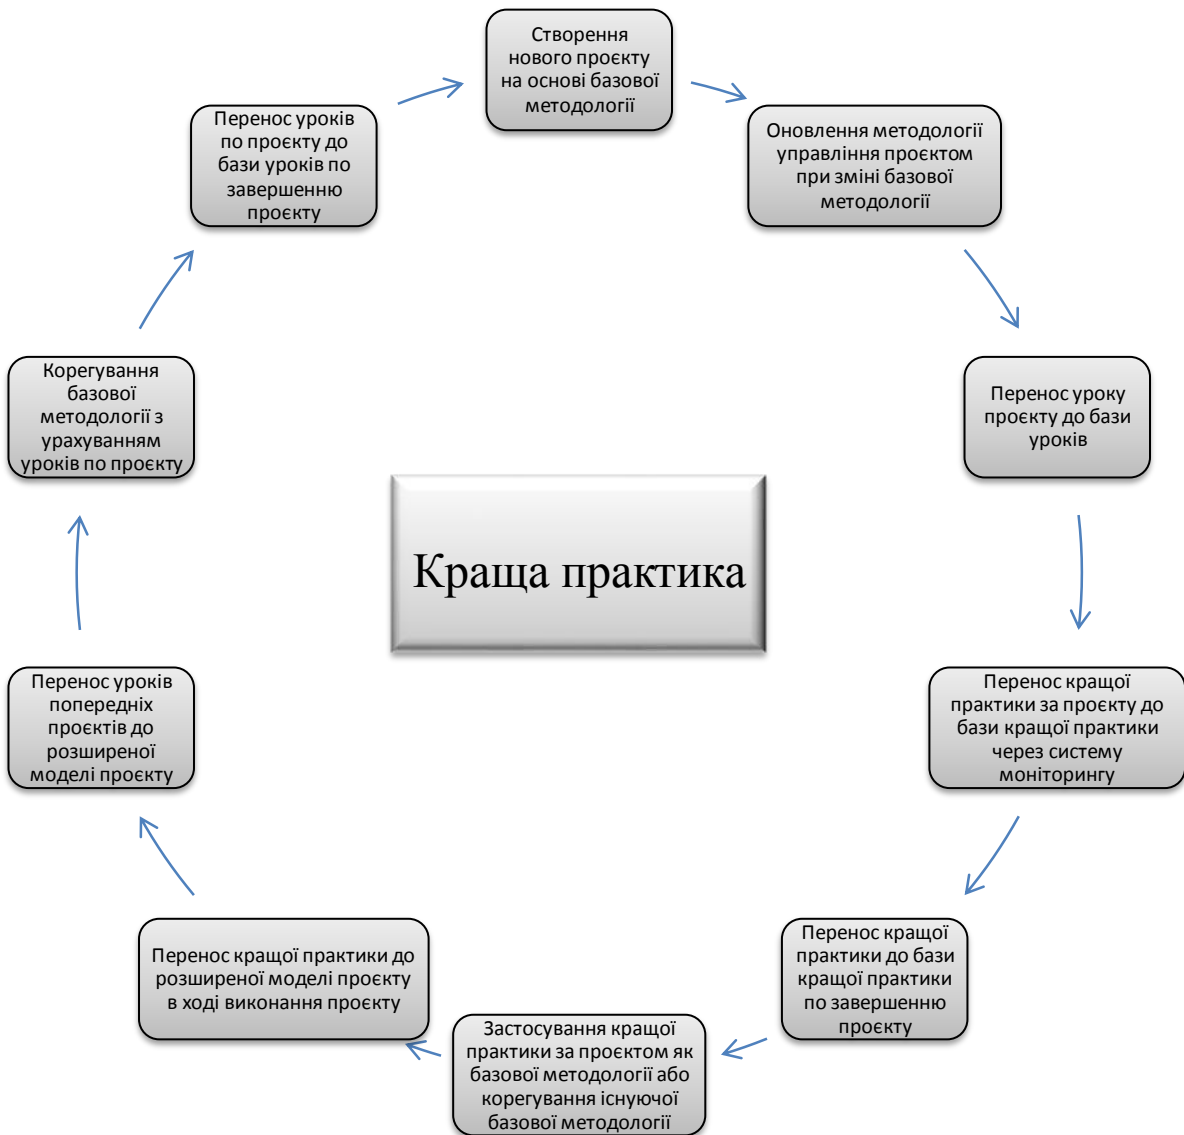 Створення
нового проєкту
на основі базової
методології
Оновлення методології
управління проєктом
при зміні базової
методології
Перенос уроку
проєкту до бази
уроків
Перенос кращої
практики за проєкту до
бази кращої практики
через систему
моніторингу
Перенос кращої
практики до бази
кращої практики
по завершенню
проєкту
Застосування кращої
практики за проєктом як
базової методології або
корегування існуючої
базової методології
Перенос кращої практики до
розширеної моделі проєкту
в ході виконання проєкту
Перенос уроків
попередніх
проєктів до
розширеної
моделі проєкту
Корегування
базової
методології з
урахуванням
уроків по проєкту
Перенос уроків
по проєкту до
бази уроків по
завершенню
проєкту
Краща практика